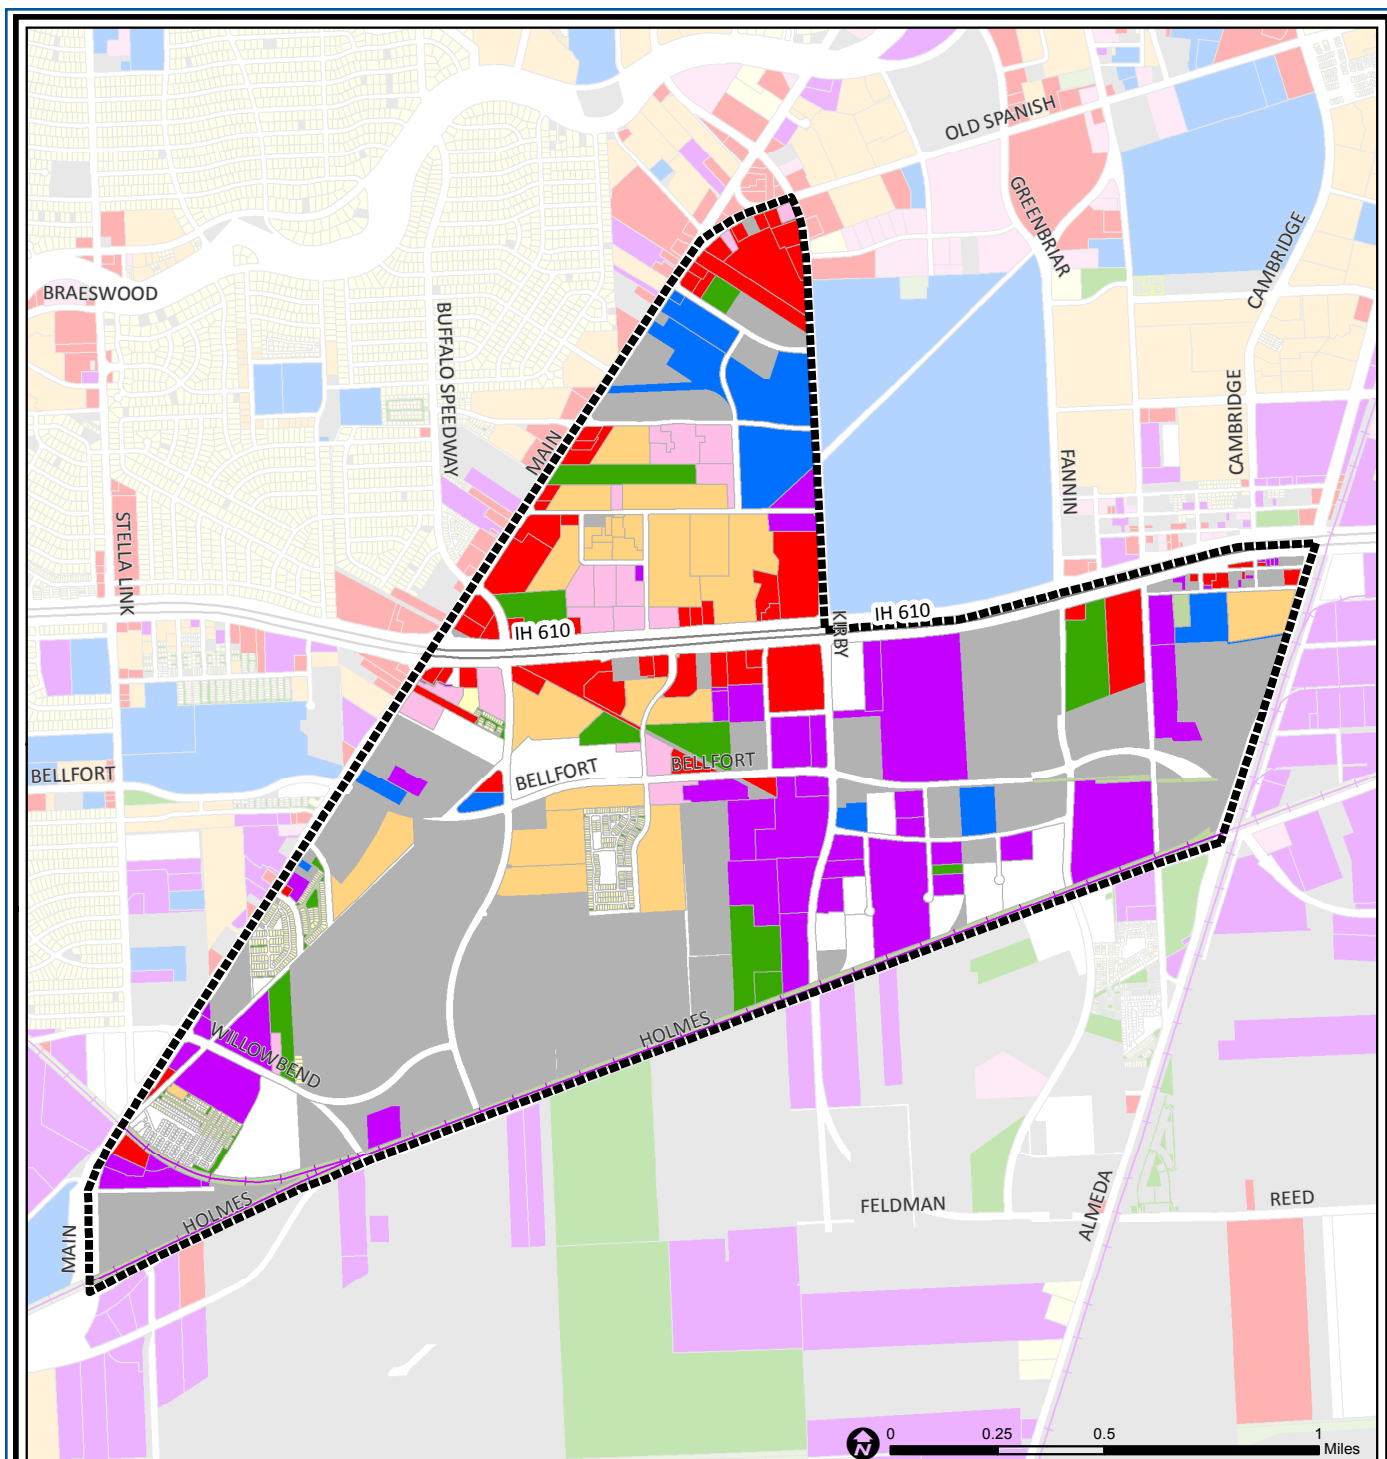 OLD SPANISH
GREENBRIAR
CAMBRIDGE
BRAESWOOD
BUFFALO SPEEDWAY
CAMBRIDGE
MAIN
FANNIN
STELLA LINK
IH 610
IH 610
KIRBY
BELLFORT
BELLFORT
BELLFORT
HOLMES
WILLOWBEND
HOLMES
MAIN
FELDMAN
ALMEDA
REED
N
0 0.25 0.5 1
Miles